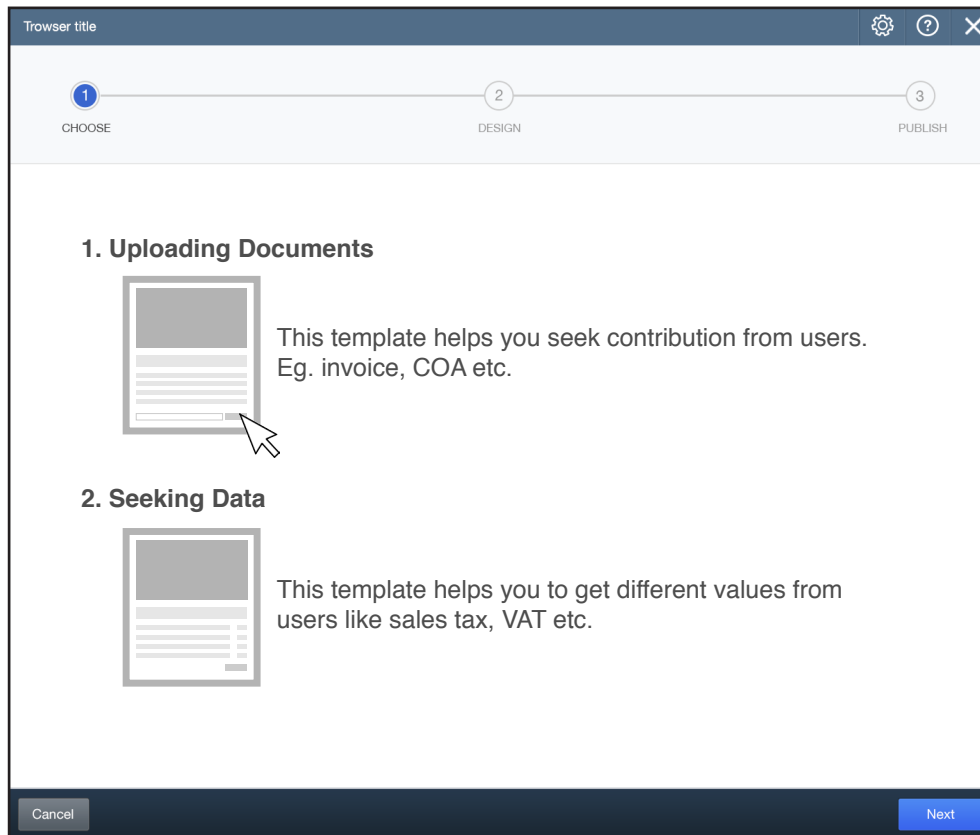 Trowser title
?
1
2
3
CHOOSE
DESIGN
PUBLISH
1. Uploading Documents
This template helps you seek contribution from users.
Eg. invoice, COA etc.
2. Seeking Data
This template helps you to get different values from
users like sales tax, VAT etc.
Cancel
Next